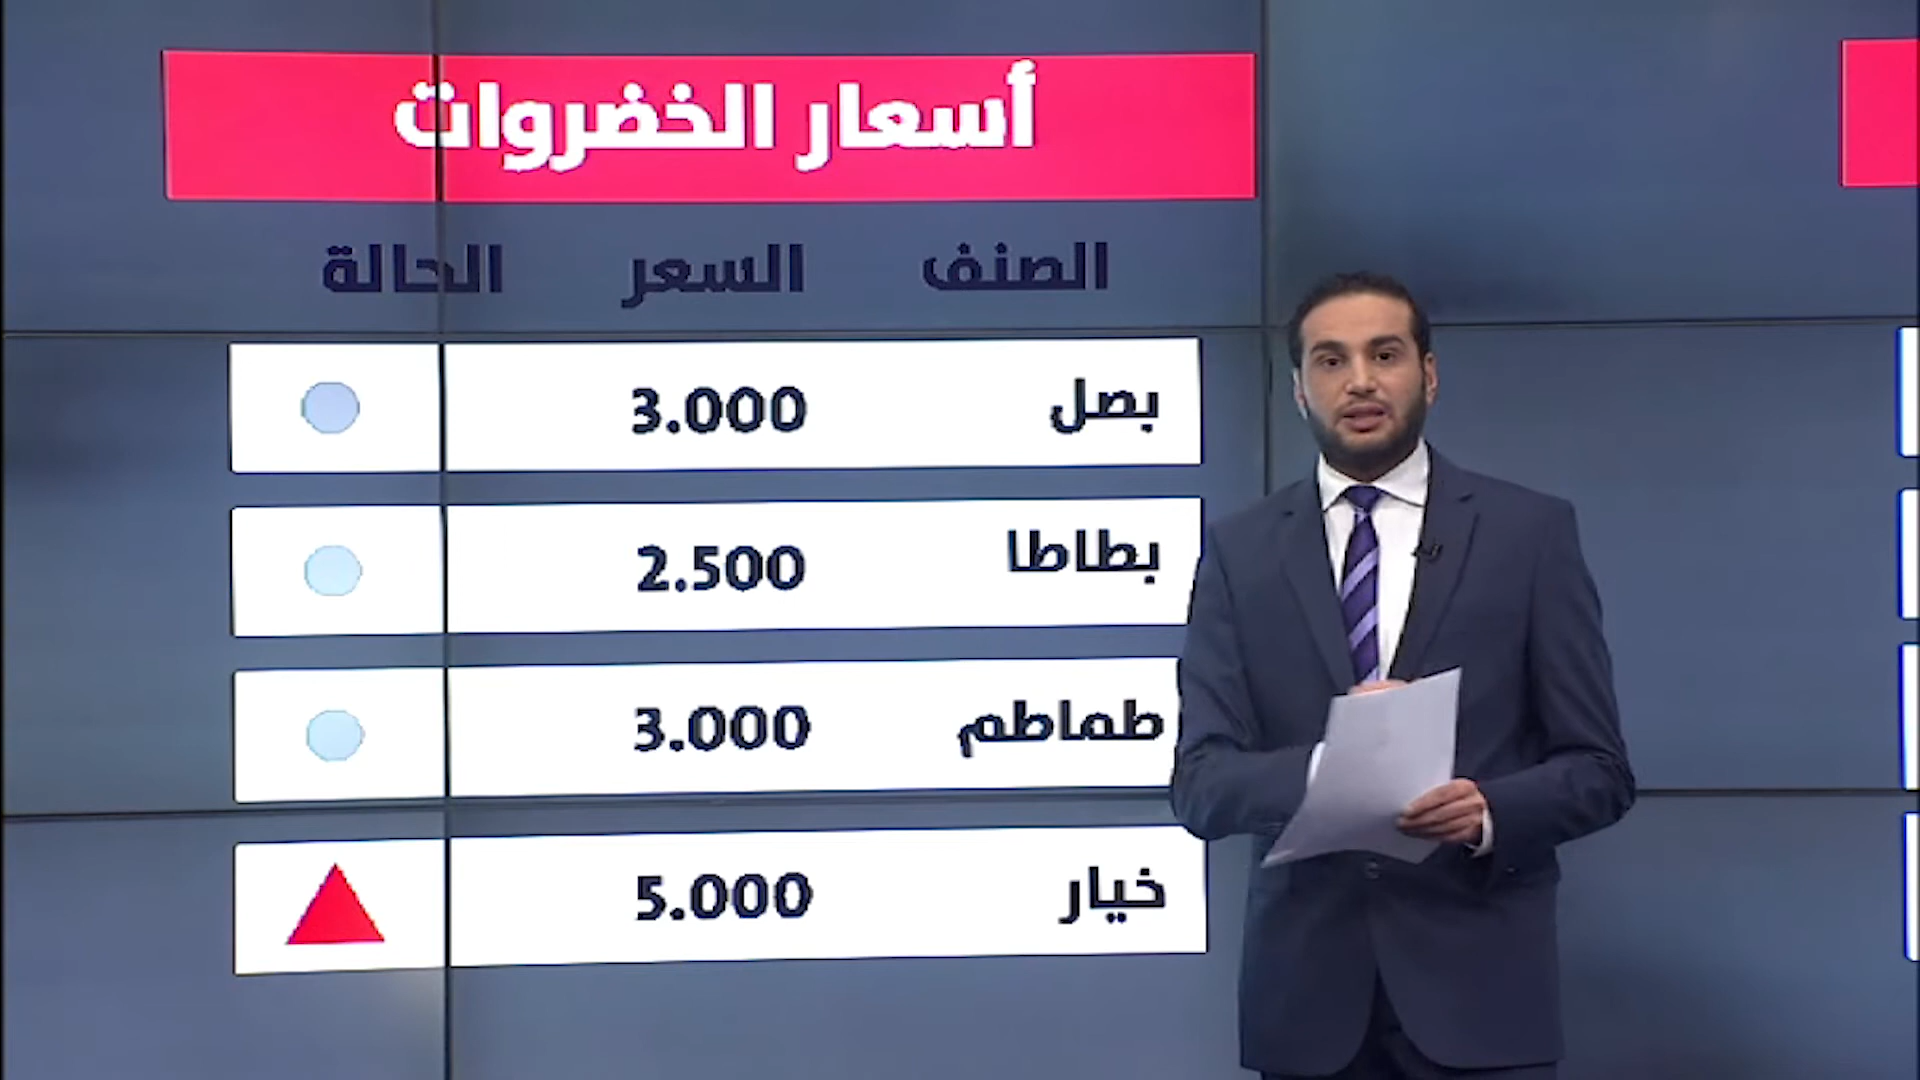 أسعار الخضروات
الصنف السعر الحالة
بصل 3.000
بطاطا 2.500
طماطم 3.000
خيار 5.000